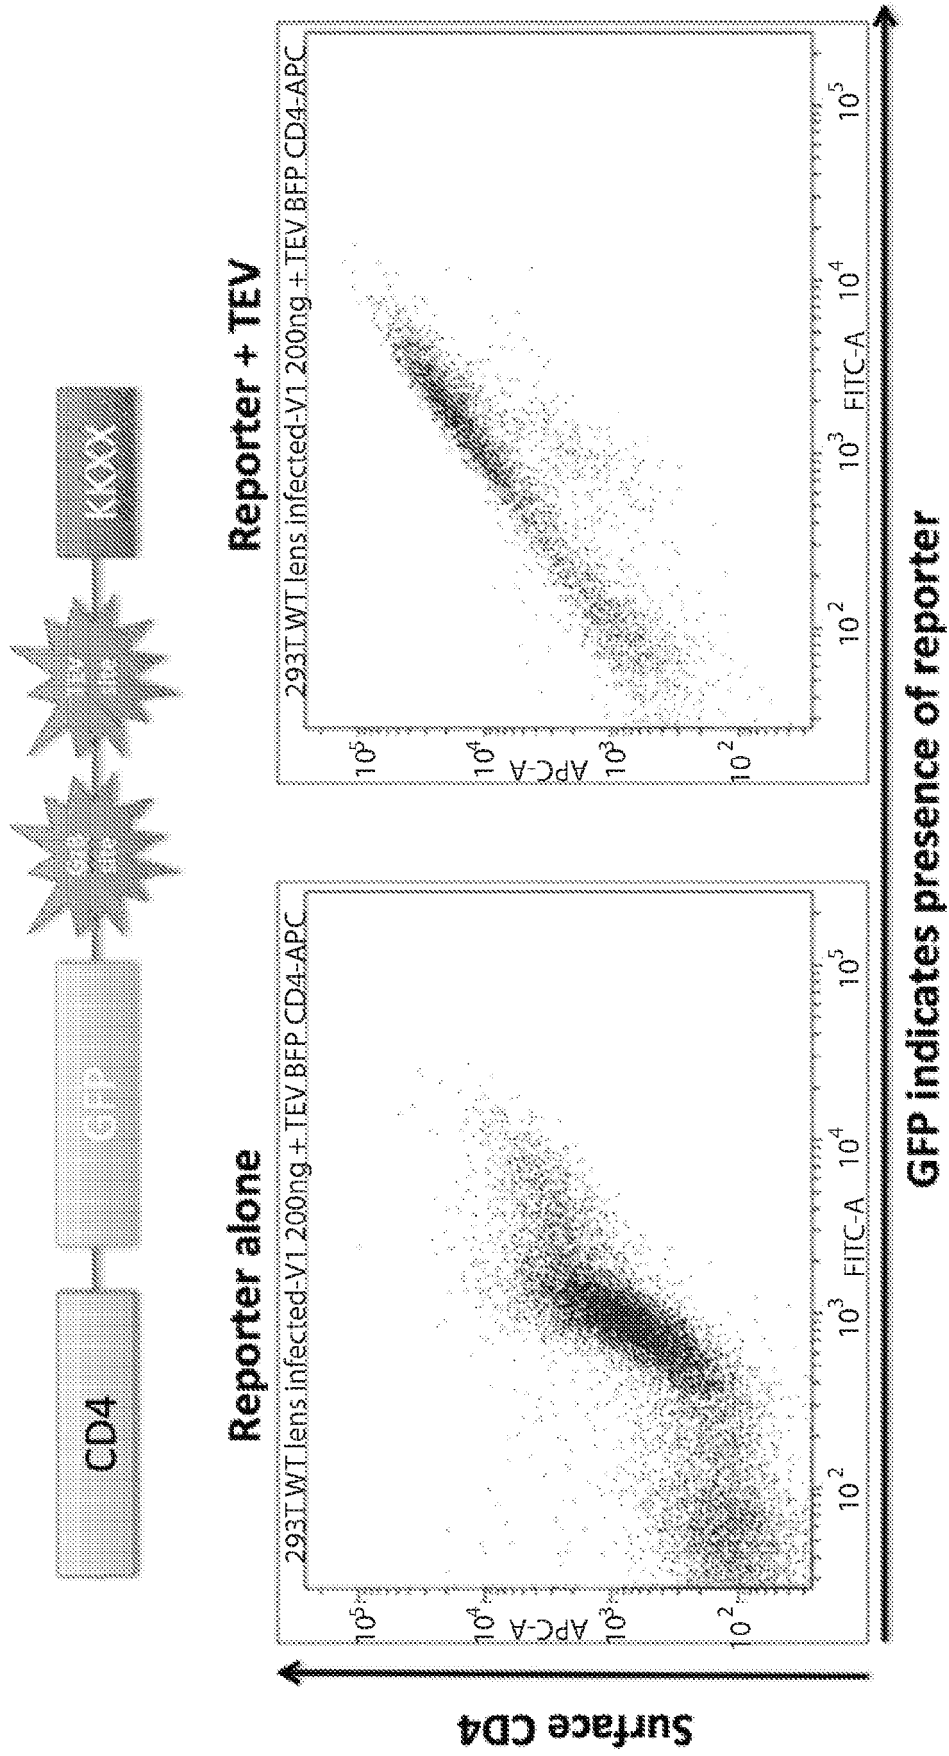 CD4
GFP
KKXX
Reporter alone
293T.WT.lens.infected-V1.200ng.+.TEV.BFP.CD4-APC
10^5
10^4
10^3
10^2
APC-A
10^2
10^3
10^4
10^5
FITC-A
Reporter + TEV
293T.WT.lens.infected-V1.200ng.+.TEV.BFP.CD4-APC
10^5
10^4
10^3
10^2
APC-A
10^2
10^3
10^4
10^5
FITC-A
Surface CD4
GFP indicates presence of reporter